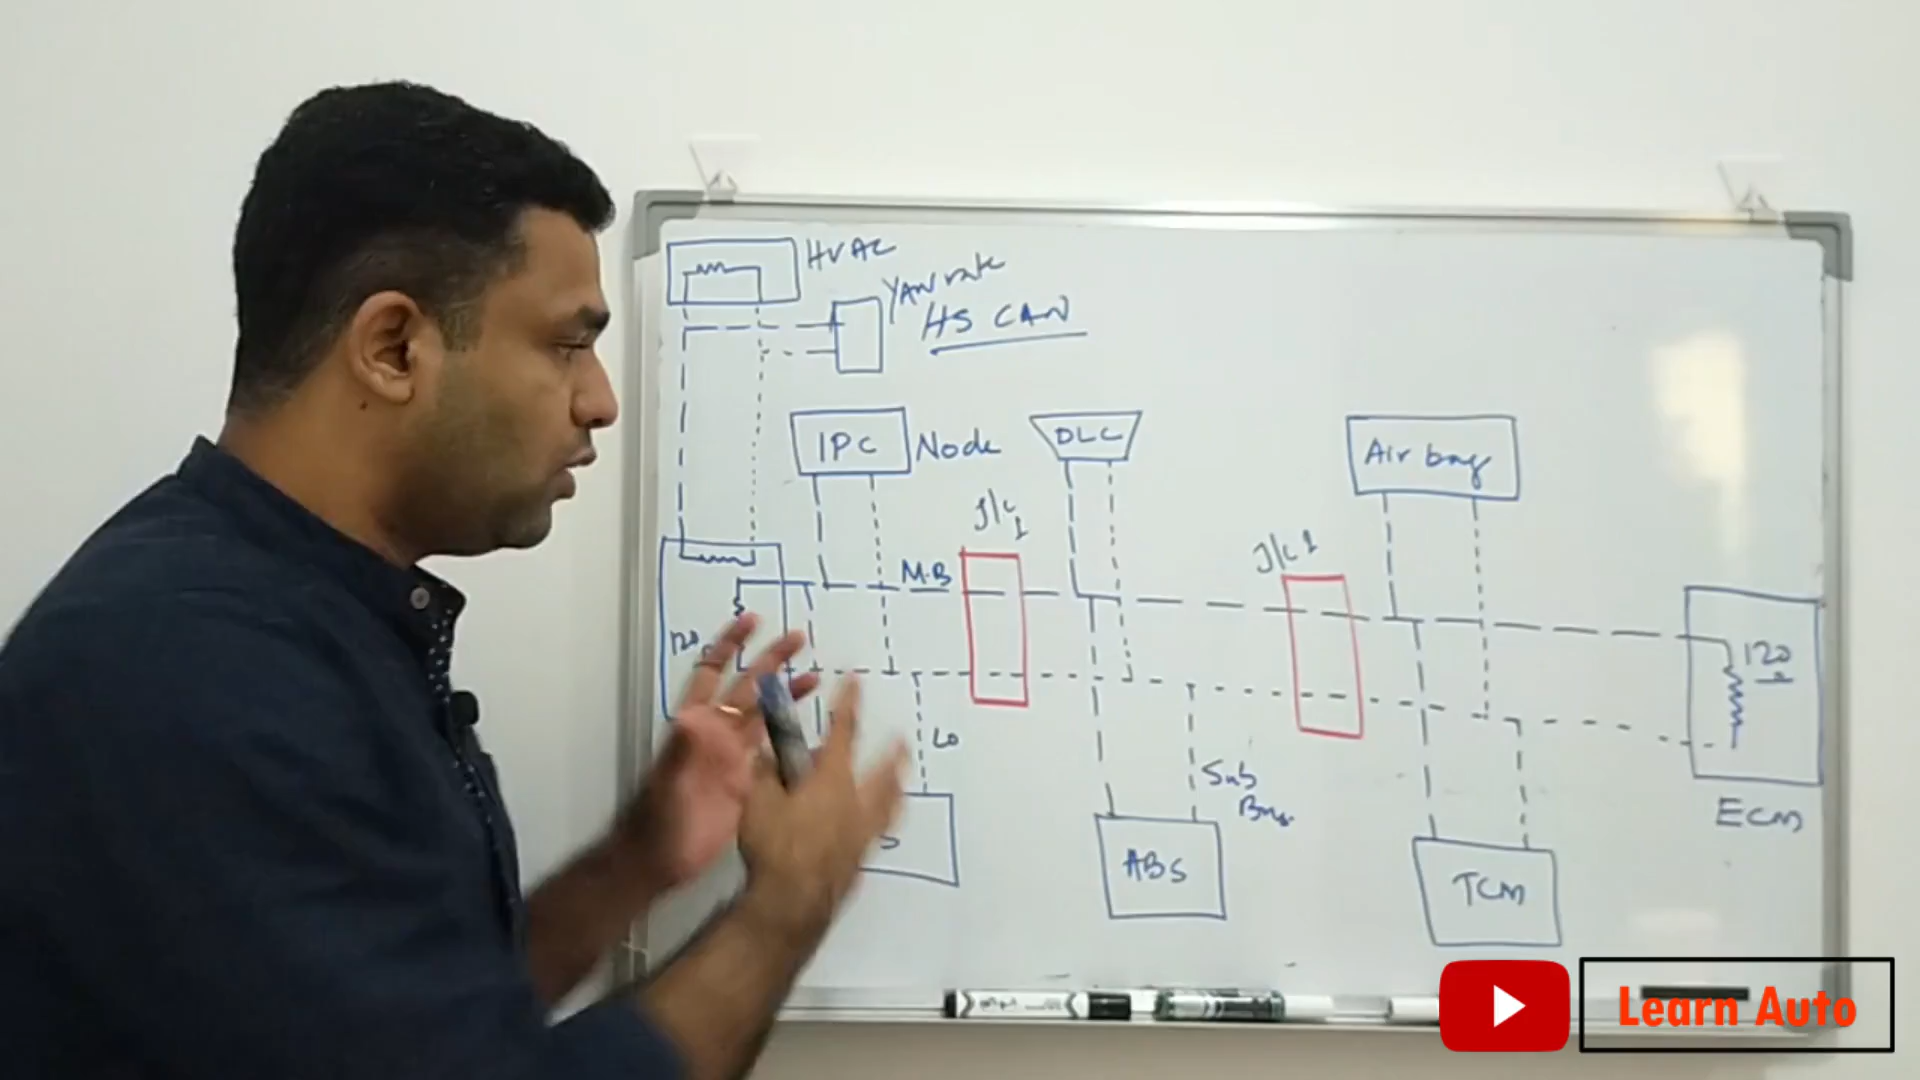 HVAC
YAW rate
HS CAN
IPC
Node
DLC
Air bag
J/C 1
J/C 1
M.B
120
120
Lo
S
Sub
Bus
ECM
ABS
TCM
Learn Auto